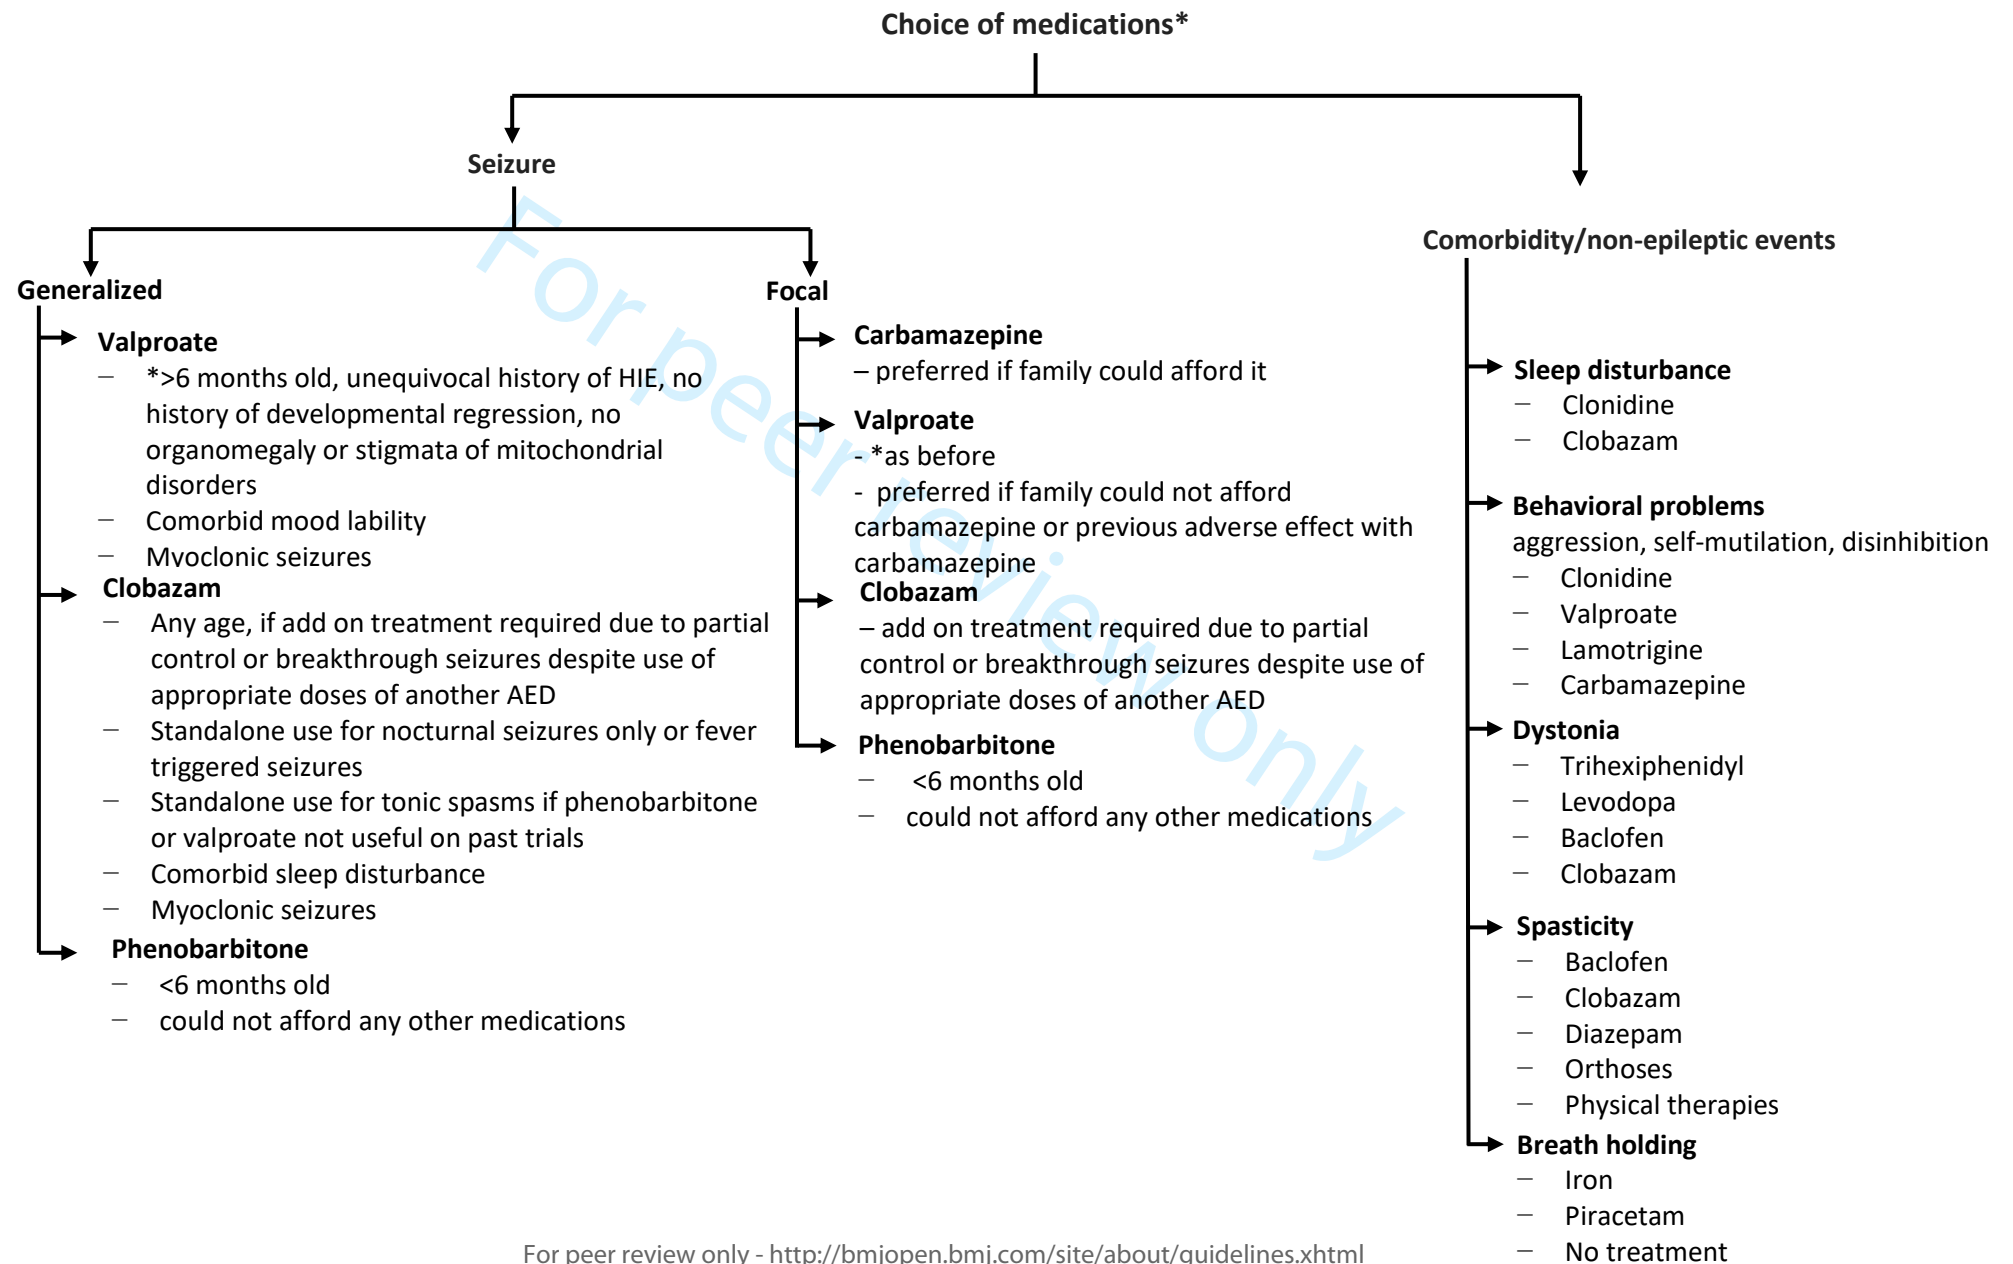 Choice of medications*
Seizure
Generalized
Valproate
— *>6 months old, unequivocal history of HIE, no
history of developmental regression, no
organomegaly or stigmata of mitochondrial
disorders
— Comorbid mood lability
— Myoclonic seizures
Clobazam
— Any age, if add on treatment required due to partial
control or breakthrough seizures despite use of
appropriate doses of another AED
— Standalone use for nocturnal seizures only or fever
triggered seizures
— Standalone use for tonic spasms if phenobarbitone
or valproate not useful on past trials
— Comorbid sleep disturbance
— Myoclonic seizures
Phenobarbitone
— <6 months old
— could not afford any other medications
Focal
Carbamazepine
– preferred if family could afford it
Valproate
- *as before
- preferred if family could not afford
carbamazepine or previous adverse effect with
carbamazepine
Clobazam
– add on treatment required due to partial
control or breakthrough seizures despite use of
appropriate doses of another AED
Phenobarbitone
— <6 months old
— could not afford any other medications
Comorbidity/non-epileptic events
Sleep disturbance
— Clonidine
— Clobazam
Behavioral problems
aggression, self-mutilation, disinhibition
— Clonidine
— Valproate
— Lamotrigine
— Carbamazepine
Dystonia
— Trihexiphenidyl
— Levodopa
— Baclofen
— Clobazam
Spasticity
— Baclofen
— Clobazam
— Diazepam
— Orthoses
— Physical therapies
Breath holding
— Iron
— Piracetam
— No treatment
For peer review only
For peer review only - http://bmjopen.bmj.com/site/about/guidelines.xhtml